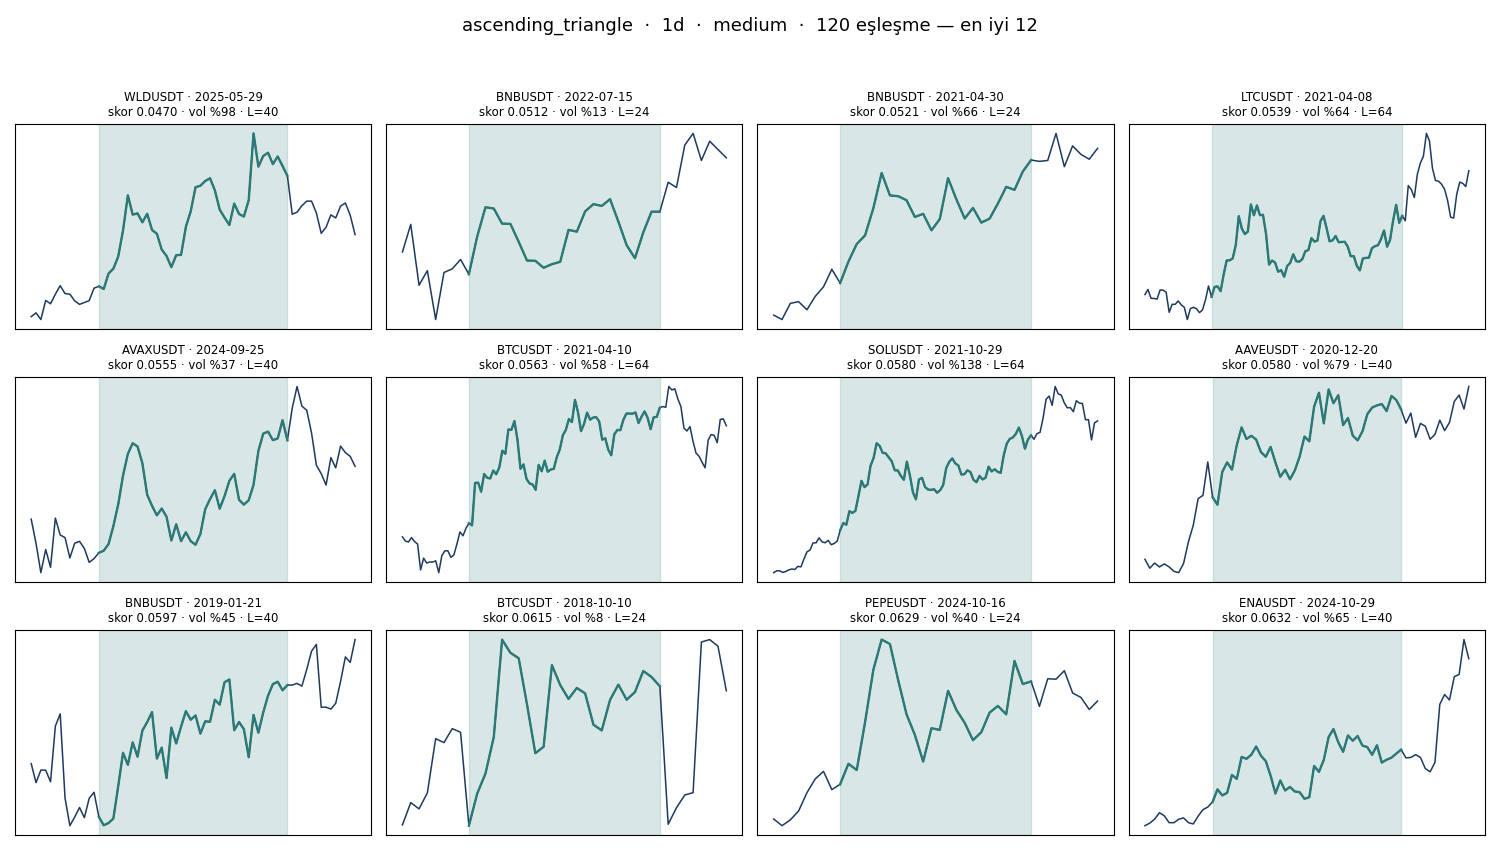 ascending_triangle · 1d · medium · 120 eşleşme — en iyi 12
WLDUSDT · 2025-05-29
skor 0.0470 · vol %98 · L=40
BNBUSDT · 2022-07-15
skor 0.0512 · vol %13 · L=24
BNBUSDT · 2021-04-30
skor 0.0521 · vol %66 · L=24
LTCUSDT · 2021-04-08
skor 0.0539 · vol %64 · L=64
AVAXUSDT · 2024-09-25
skor 0.0555 · vol %37 · L=40
BTCUSDT · 2021-04-10
skor 0.0563 · vol %58 · L=64
SOLUSDT · 2021-10-29
skor 0.0580 · vol %138 · L=64
AAVEUSDT · 2020-12-20
skor 0.0580 · vol %79 · L=40
BNBUSDT · 2019-01-21
skor 0.0597 · vol %45 · L=40
BTCUSDT · 2018-10-10
skor 0.0615 · vol %8 · L=24
PEPEUSDT · 2024-10-16
skor 0.0629 · vol %40 · L=24
ENAUSDT · 2024-10-29
skor 0.0632 · vol %65 · L=40